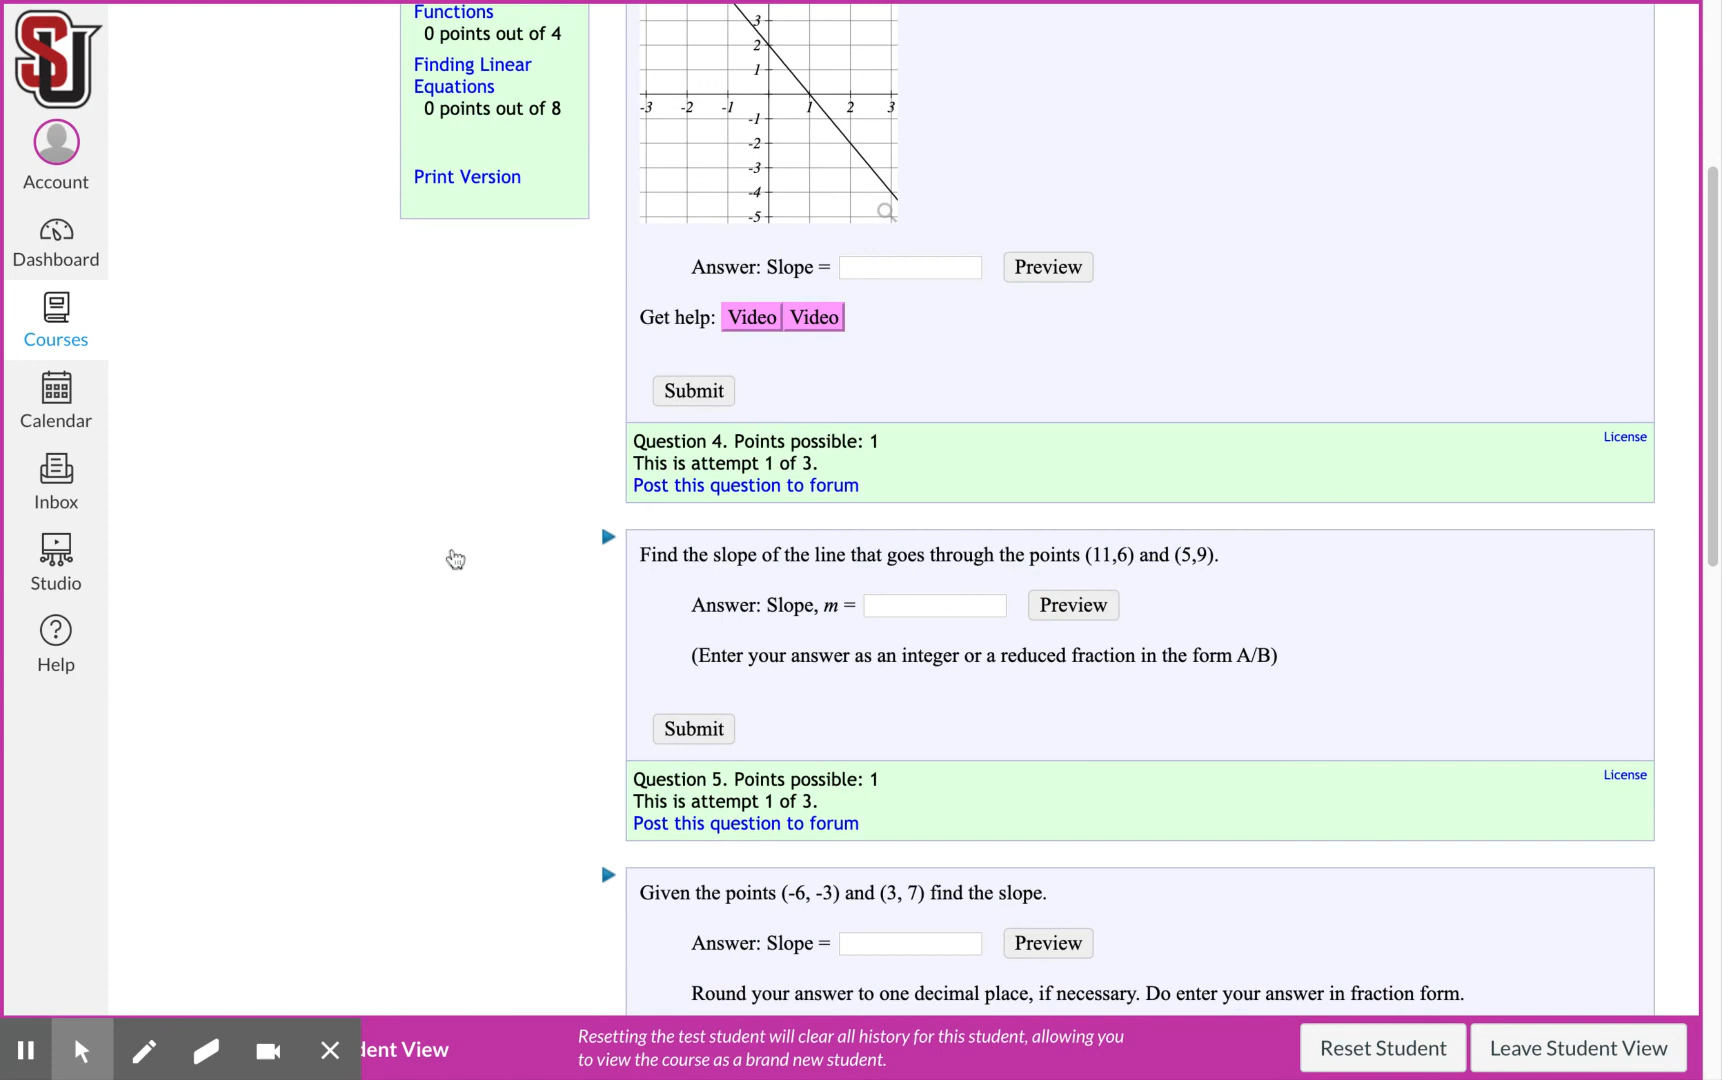 Functions
0 points out of 4
Finding Linear
Equations
0 points out of 8
Print Version
SU
Account
Dashboard
Courses
Calendar
Inbox
Studio
Help
3
2
1
-3 -2 -1 1 2 3
-1
-2
-3
-4
-5
Answer: Slope = Preview
Get help: Video Video
Submit
Question 4. Points possible: 1 License
This is attempt 1 of 3.
Post this question to forum
Find the slope of the line that goes through the points (11,6) and (5,9).
Answer: Slope, m = Preview
(Enter your answer as an integer or a reduced fraction in the form A/B)
Submit
Question 5. Points possible: 1 License
This is attempt 1 of 3.
Post this question to forum
Given the points (-6, -3) and (3, 7) find the slope.
Answer: Slope = Preview
Round your answer to one decimal place, if necessary. Do enter your answer in fraction form.
dent View
Resetting the test student will clear all history for this student, allowing you
to view the course as a brand new student.
Reset Student Leave Student View